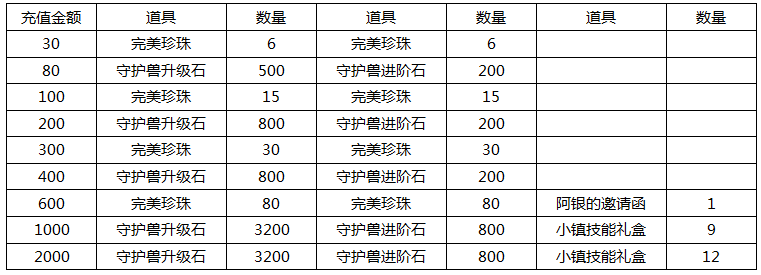 充值金额 道具 数量 道具 数量 道具 数量
30 完美珍珠 6 完美珍珠 6
80 守护兽升级石 500 守护兽进阶石 200
100 完美珍珠 15 完美珍珠 15
200 守护兽升级石 800 守护兽进阶石 200
300 完美珍珠 30 完美珍珠 30
400 守护兽升级石 800 守护兽进阶石 200
600 完美珍珠 80 完美珍珠 80 阿银的邀请函 1
1000 守护兽升级石 3200 守护兽进阶石 800 小镇技能礼盒 9
2000 守护兽升级石 3200 守护兽进阶石 800 小镇技能礼盒 12